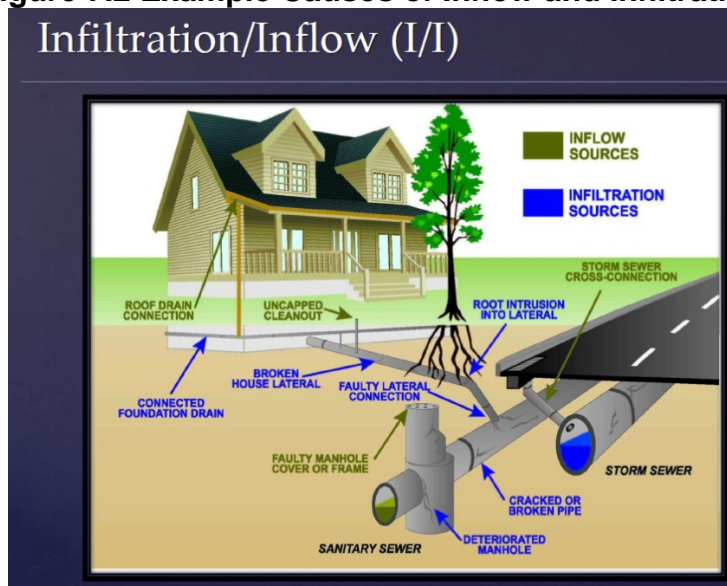 Infiltration/Inflow (I/I)
INFLOW
SOURCES
INFILTRATION
SOURCES
STORM SEWER
CROSS-CONNECTION
ROOF DRAIN
CONNECTION
UNCAPPED
CLEANOUT
ROOT INTRUSION
INTO LATERAL
BROKEN
HOUSE LATERAL
FAULTY LATERAL
CONNECTION
CONNECTED
FOUNDATION DRAIN
FAULTY MANHOLE
COVER OR FRAME
STORM SEWER
CRACKED OR
BROKEN PIPE
DETERIORATED
MANHOLE
SANITARY SEWER